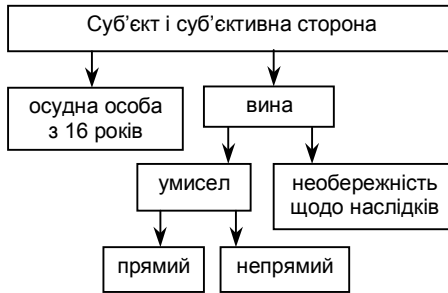 Суб’єкт і суб’єктивна сторона
осудна особа
з 16 років
вина
умисел
необережність
щодо наслідків
прямий
непрямий